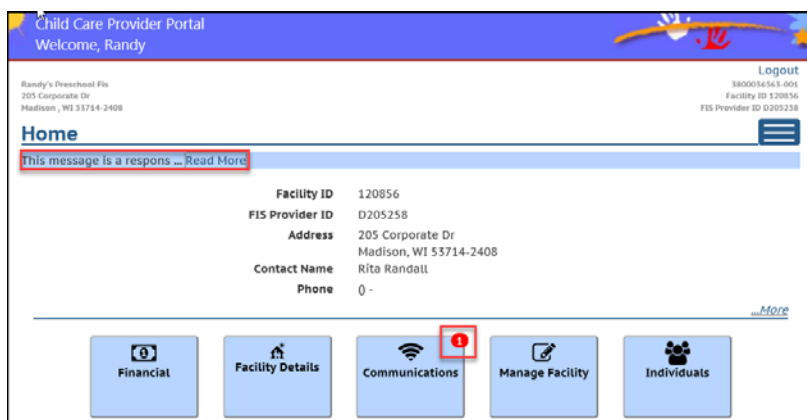 Child Care Provider Portal
Welcome, Randy
Logout
Randy's Preschool Fis
205 Corporate Dr
Madison , WI 53714-2408
3800036563-001
Facility ID 120856
FIS Provider ID D205258
Home
This message is a respons ... Read More
Facility ID 120856
FIS Provider ID D205258
Address 205 Corporate Dr
Madison, WI 53714-2408
Contact Name Rita Randall
Phone () -
...More
1
Financial
Facility Details
Communications
Manage Facility
Individuals